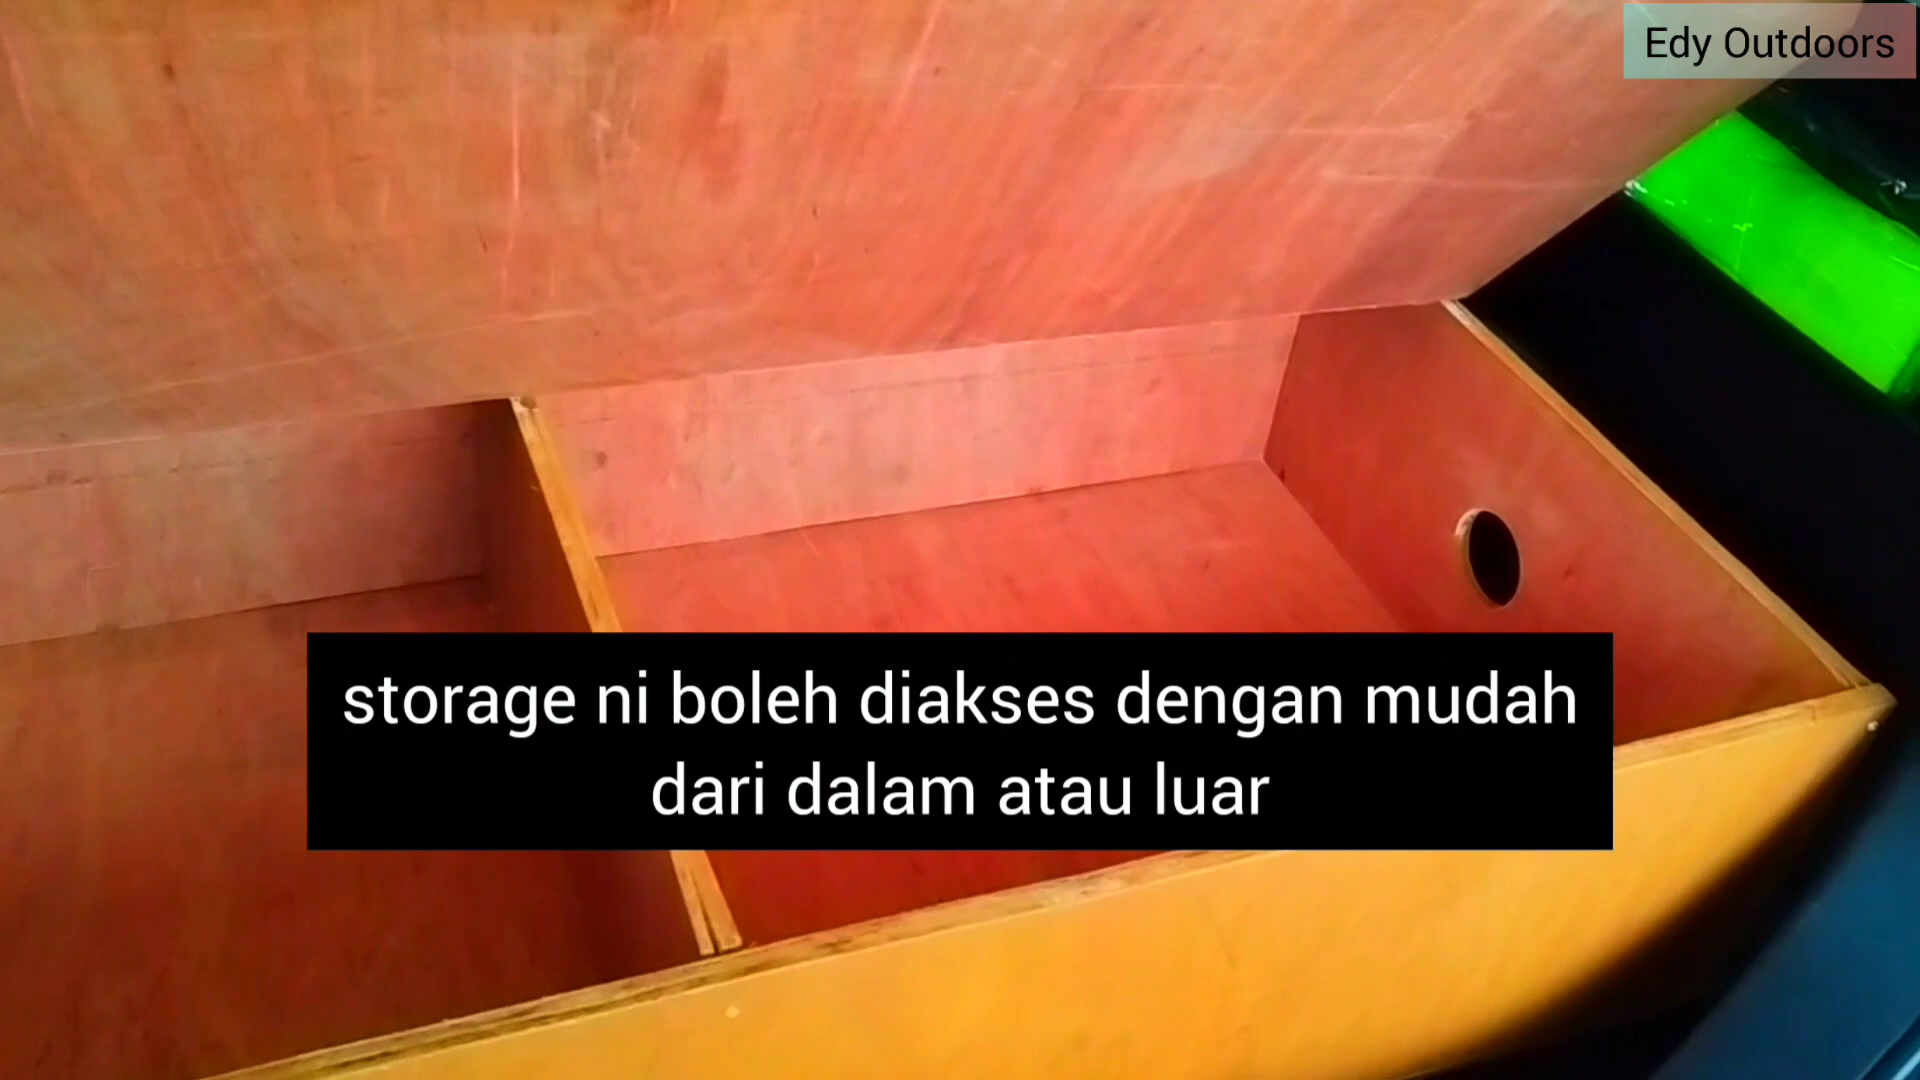 Edy Outdoors
storage ni boleh diakses dengan mudah
dari dalam atau luar